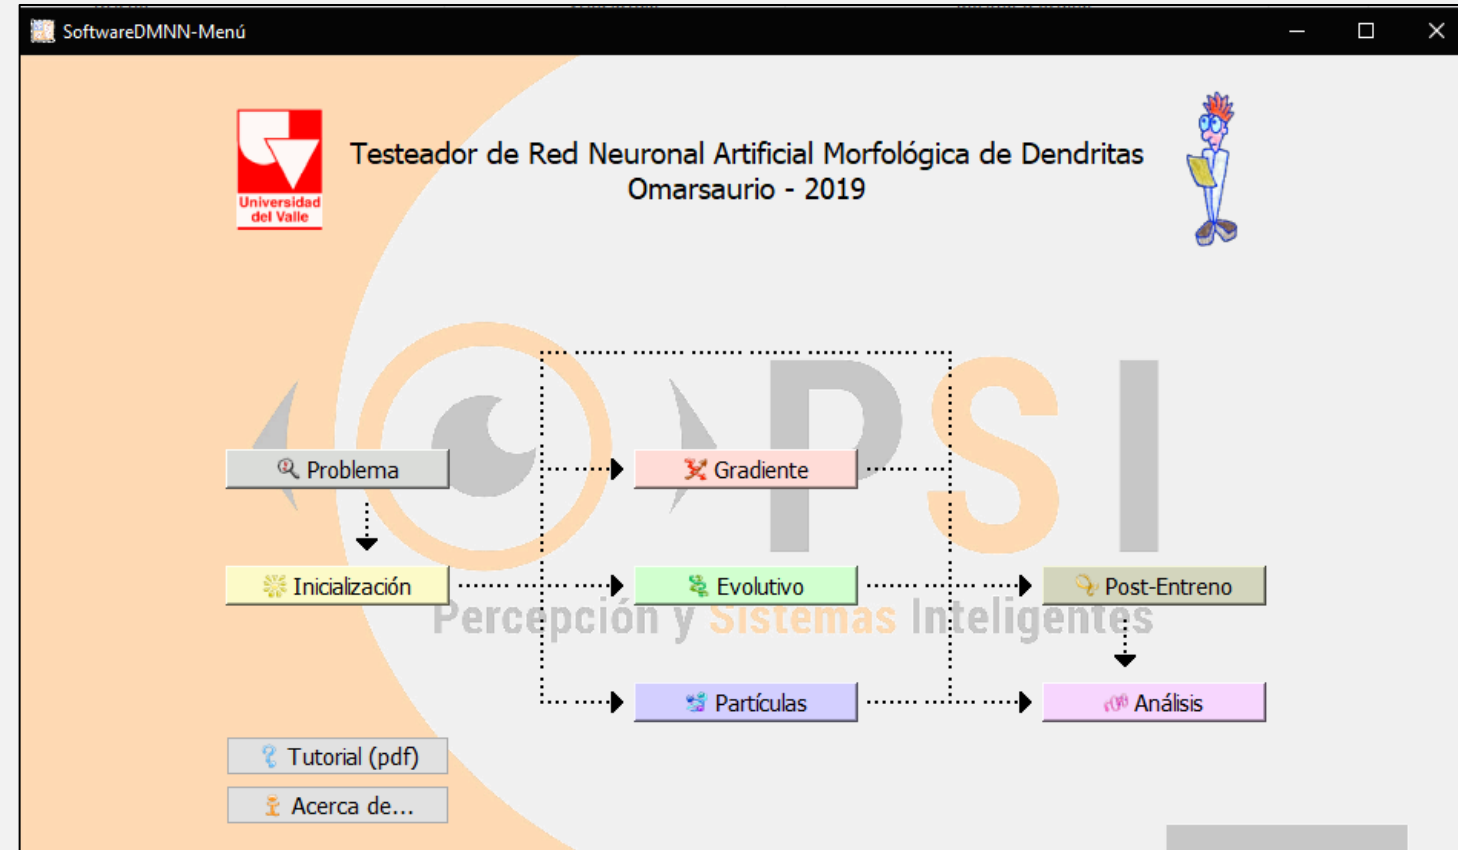 SoftwareDMNN-Menú
Universidad
del Valle
Testeador de Red Neuronal Artificial Morfológica de Dendritas
Omarsaurio - 2019
PSI
Problema
Gradiente
Inicialización
Evolutivo
Post-Entreno
Percepción y Sistemas Inteligentes
Partículas
Análisis
Tutorial (pdf)
Acerca de...